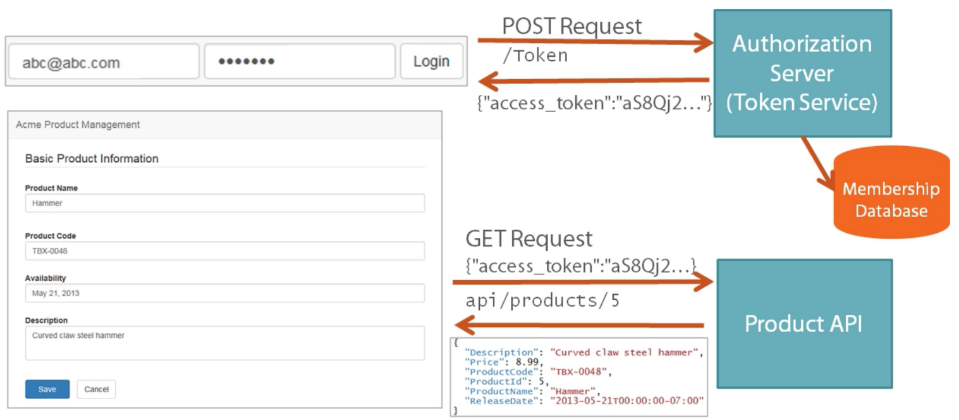 POST Request
/Token
abc@abc.com
•••••••
Login
{"access_token":"aS8Qj2..."}
Authorization
Server
(Token Service)
Membership
Database
Acme Product Management
Basic Product Information
Product Name
Hammer
Product Code
TBX-0048
Availability
May 21, 2013
Description
Curved claw steel hammer
Save
Cancel
GET Request
{"access_token":"aS8Qj2...}
api/products/5
Product API
{
"Description": "Curved claw steel hammer",
"Price": 8.99,
"ProductCode": "TBX-0048",
"ProductId": 5,
"ProductName": "Hammer",
"ReleaseDate": "2013-05-21T00:00:00-07:00"
}